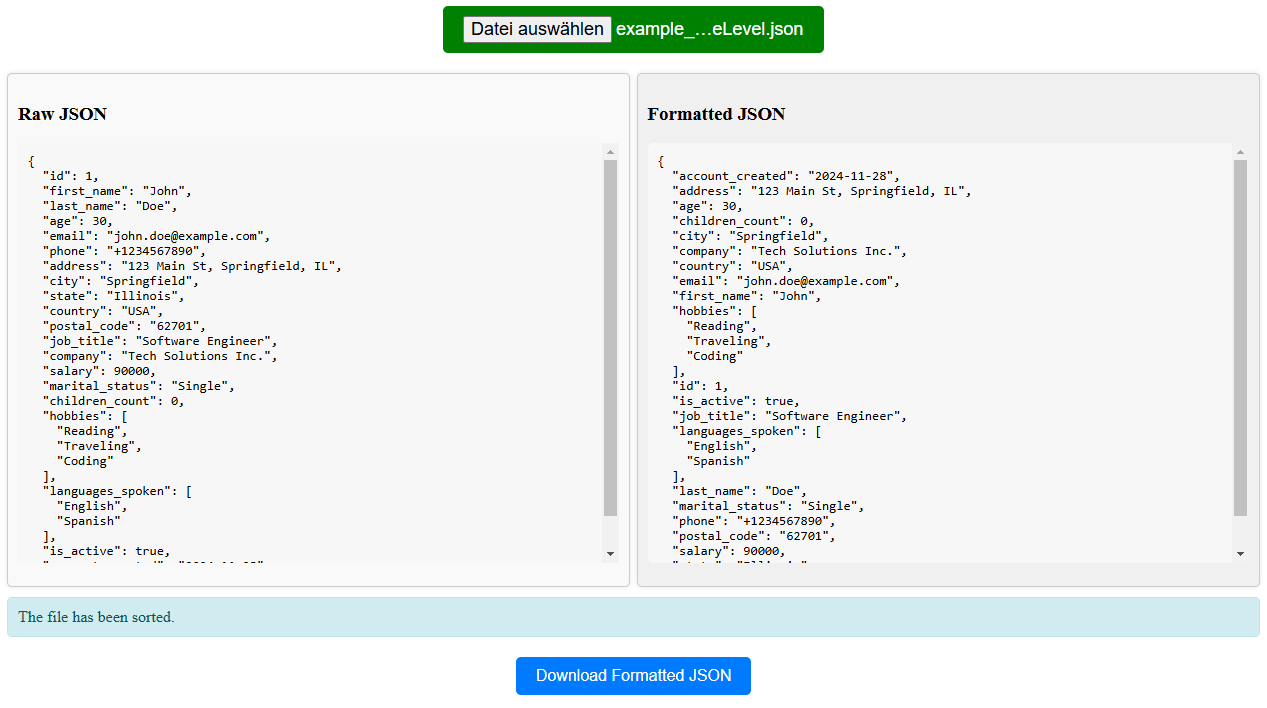 Datei auswählen example_...eLevel.json
Raw JSON
{
  "id": 1,
  "first_name": "John",
  "last_name": "Doe",
  "age": 30,
  "email": "john.doe@example.com",
  "phone": "+1234567890",
  "address": "123 Main St, Springfield, IL",
  "city": "Springfield",
  "state": "Illinois",
  "country": "USA",
  "postal_code": "62701",
  "job_title": "Software Engineer",
  "company": "Tech Solutions Inc.",
  "salary": 90000,
  "marital_status": "Single",
  "children_count": 0,
  "hobbies": [
    "Reading",
    "Traveling",
    "Coding"
  ],
  "languages_spoken": [
    "English",
    "Spanish"
  ],
  "is_active": true,
Formatted JSON
{
  "account_created": "2024-11-28",
  "address": "123 Main St, Springfield, IL",
  "age": 30,
  "children_count": 0,
  "city": "Springfield",
  "company": "Tech Solutions Inc.",
  "country": "USA",
  "email": "john.doe@example.com",
  "first_name": "John",
  "hobbies": [
    "Reading",
    "Traveling",
    "Coding"
  ],
  "id": 1,
  "is_active": true,
  "job_title": "Software Engineer",
  "languages_spoken": [
    "English",
    "Spanish"
  ],
  "last_name": "Doe",
  "marital_status": "Single",
  "phone": "+1234567890",
  "postal_code": "62701",
  "salary": 90000,
The file has been sorted.
Download Formatted JSON